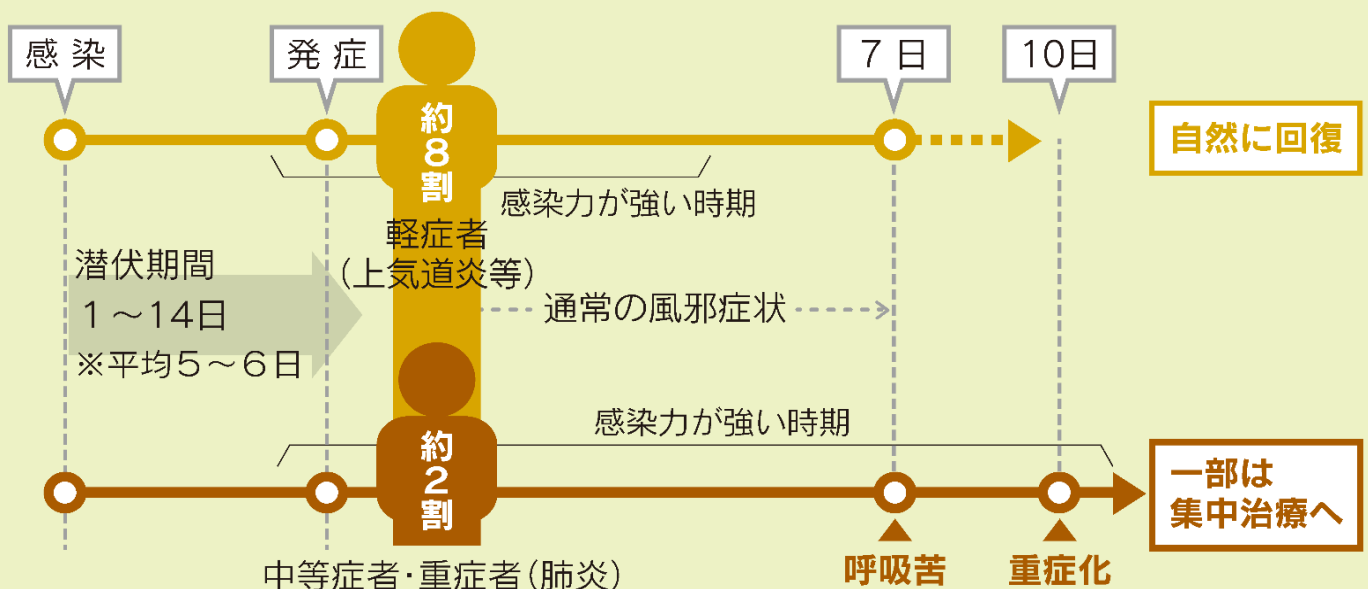 感染
発症
7日
10日
約8割
自然に回復
感染力が強い時期
軽症者
(上気道炎等)
潜伏期間
1～14日
※平均5～6日
通常の風邪症状
感染力が強い時期
約2割
一部は
集中治療へ
中等症者・重症者(肺炎)
呼吸苦
重症化